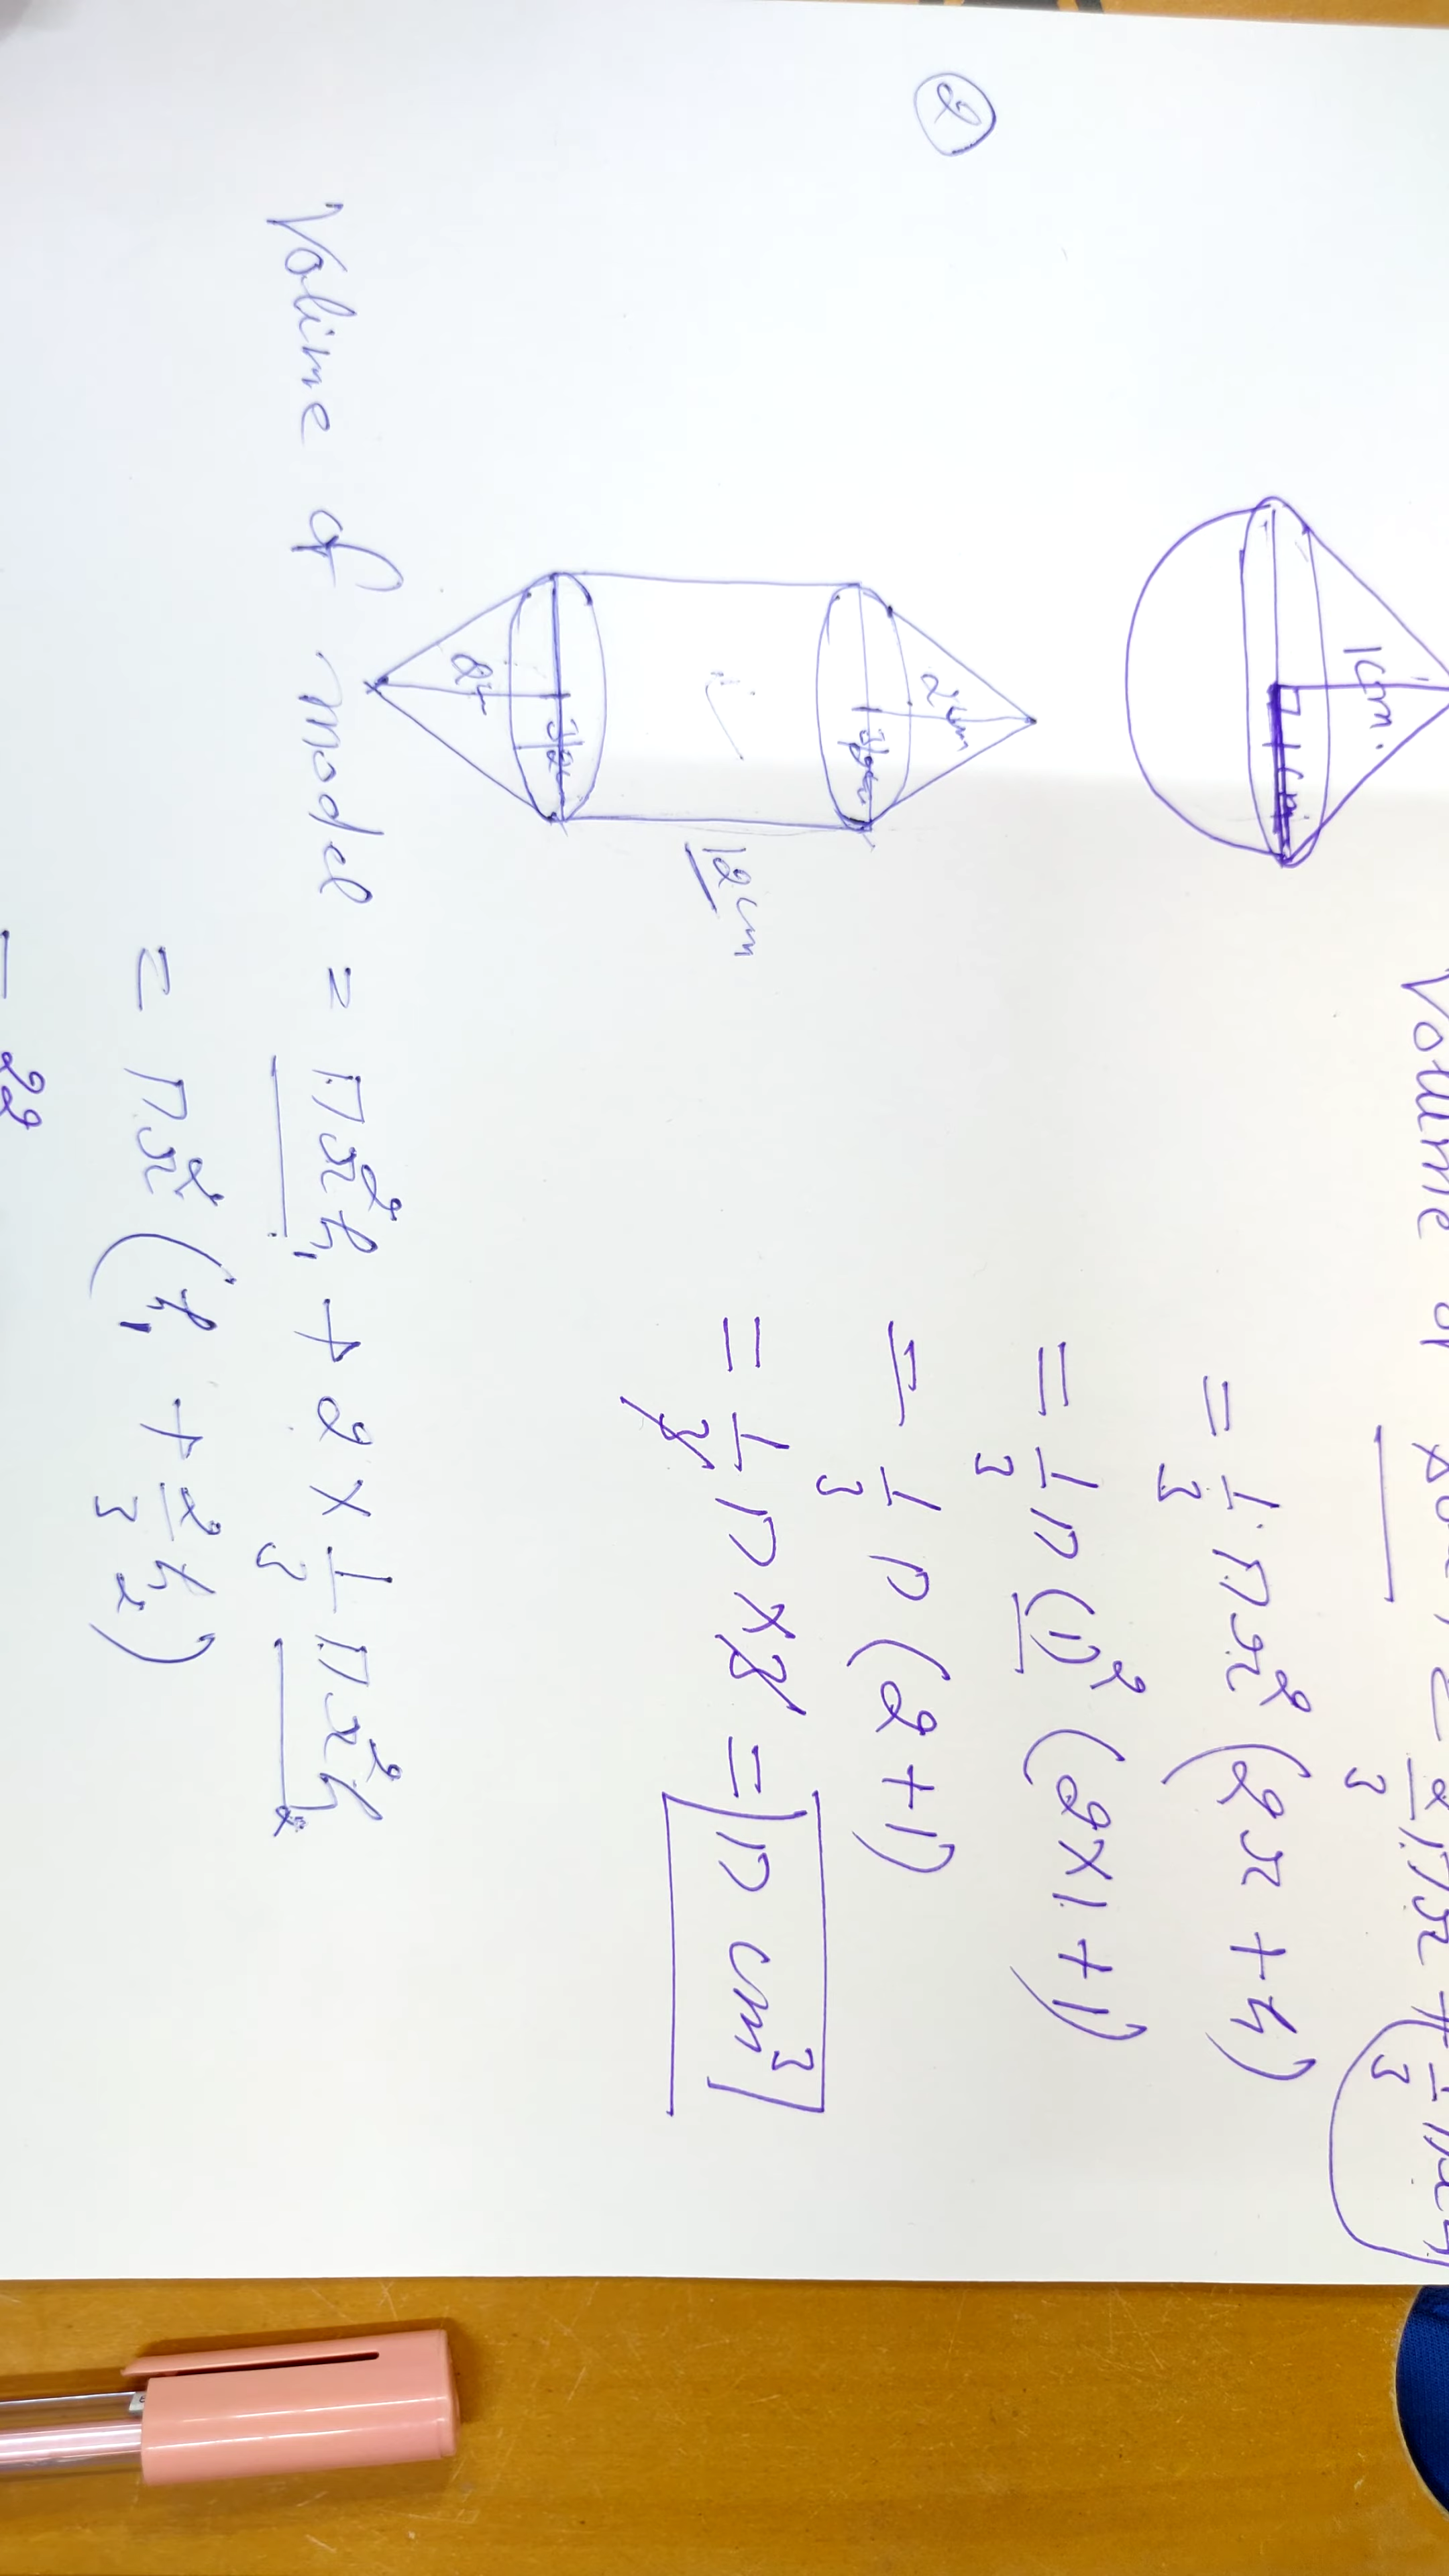 Volume of
= 1/3 πr² (2r + h)
1cm.
1cm
= 1/3 π (1)² (2×1+1)
= 1/3 π (2+1)
= 1/3 π × 3 = π cm³
②
2cm
3/2cm
12cm
3/2cm
2cm
Volime of model = πr²h₁ + 2 × 1/3 πr²h₂
= πr² (h₁ + 2/3 h₂)
= 22